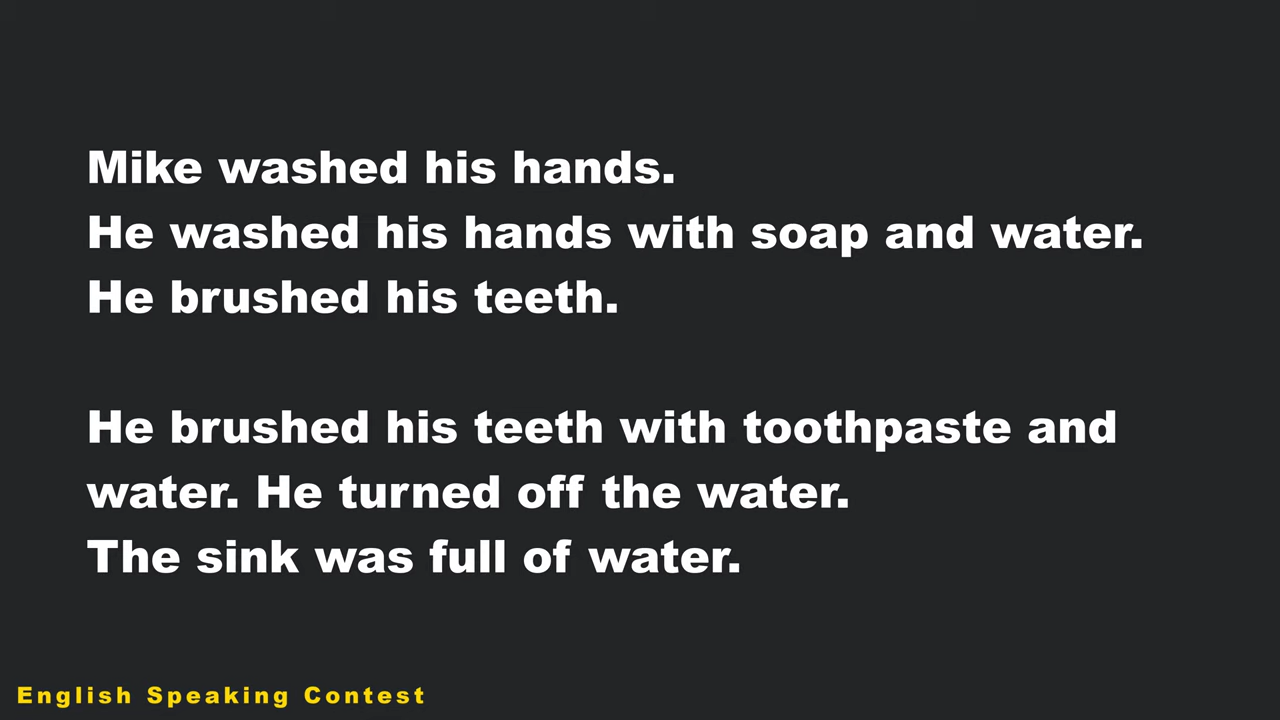 Mike washed his hands.
He washed his hands with soap and water.
He brushed his teeth.
He brushed his teeth with toothpaste and
water. He turned off the water.
The sink was full of water.
English Speaking Contest